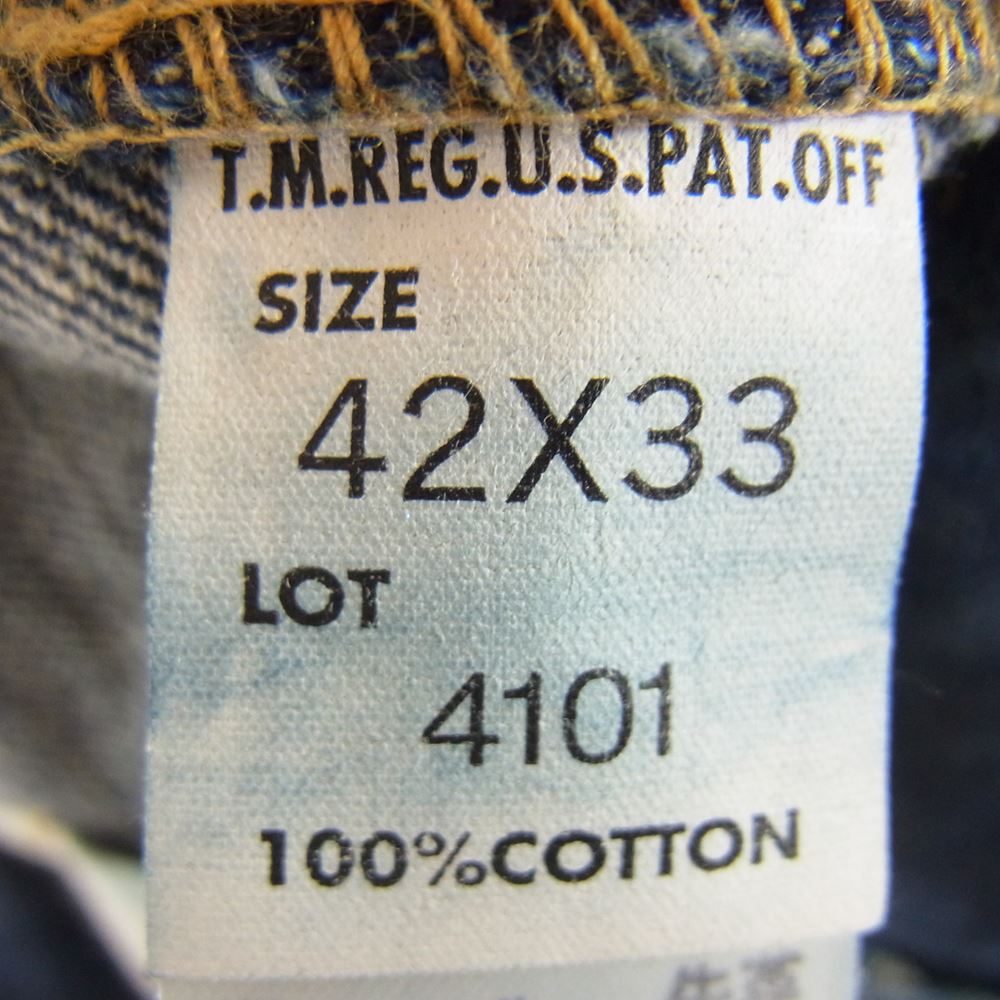 T.M.REG.U.S.PAT.OFF
SIZE
42X33
LOT
4101
100%COTTON